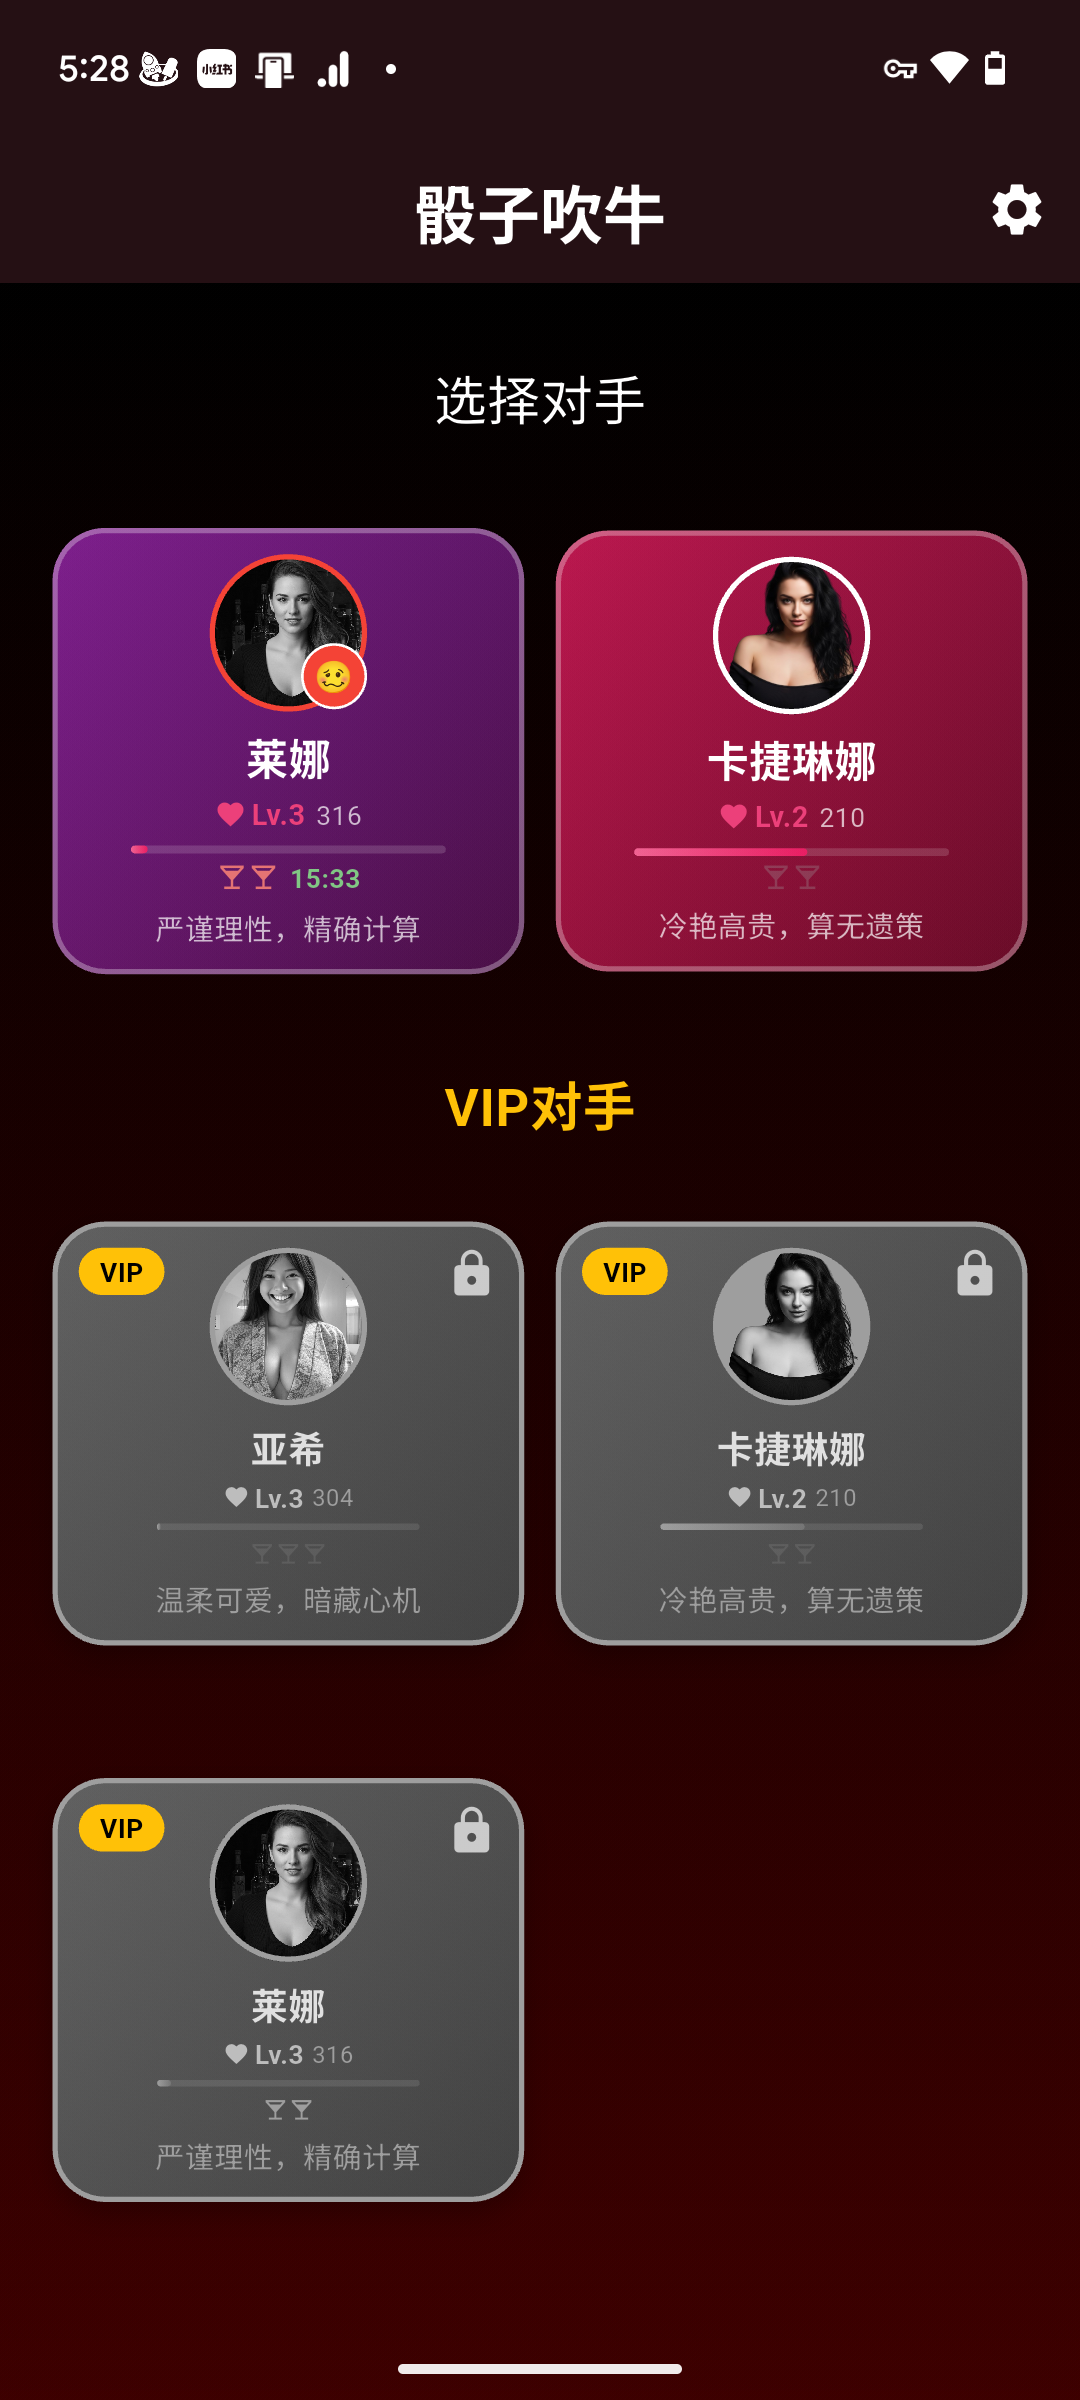 5:28
小红书
骰子吹牛
选择对手
莱娜
Lv.3 316
15:33
严谨理性，精确计算
卡捷琳娜
Lv.2 210
冷艳高贵，算无遗策
VIP对手
VIP
亚希
Lv.3 304
温柔可爱，暗藏心机
VIP
卡捷琳娜
Lv.2 210
冷艳高贵，算无遗策
VIP
莱娜
Lv.3 316
严谨理性，精确计算